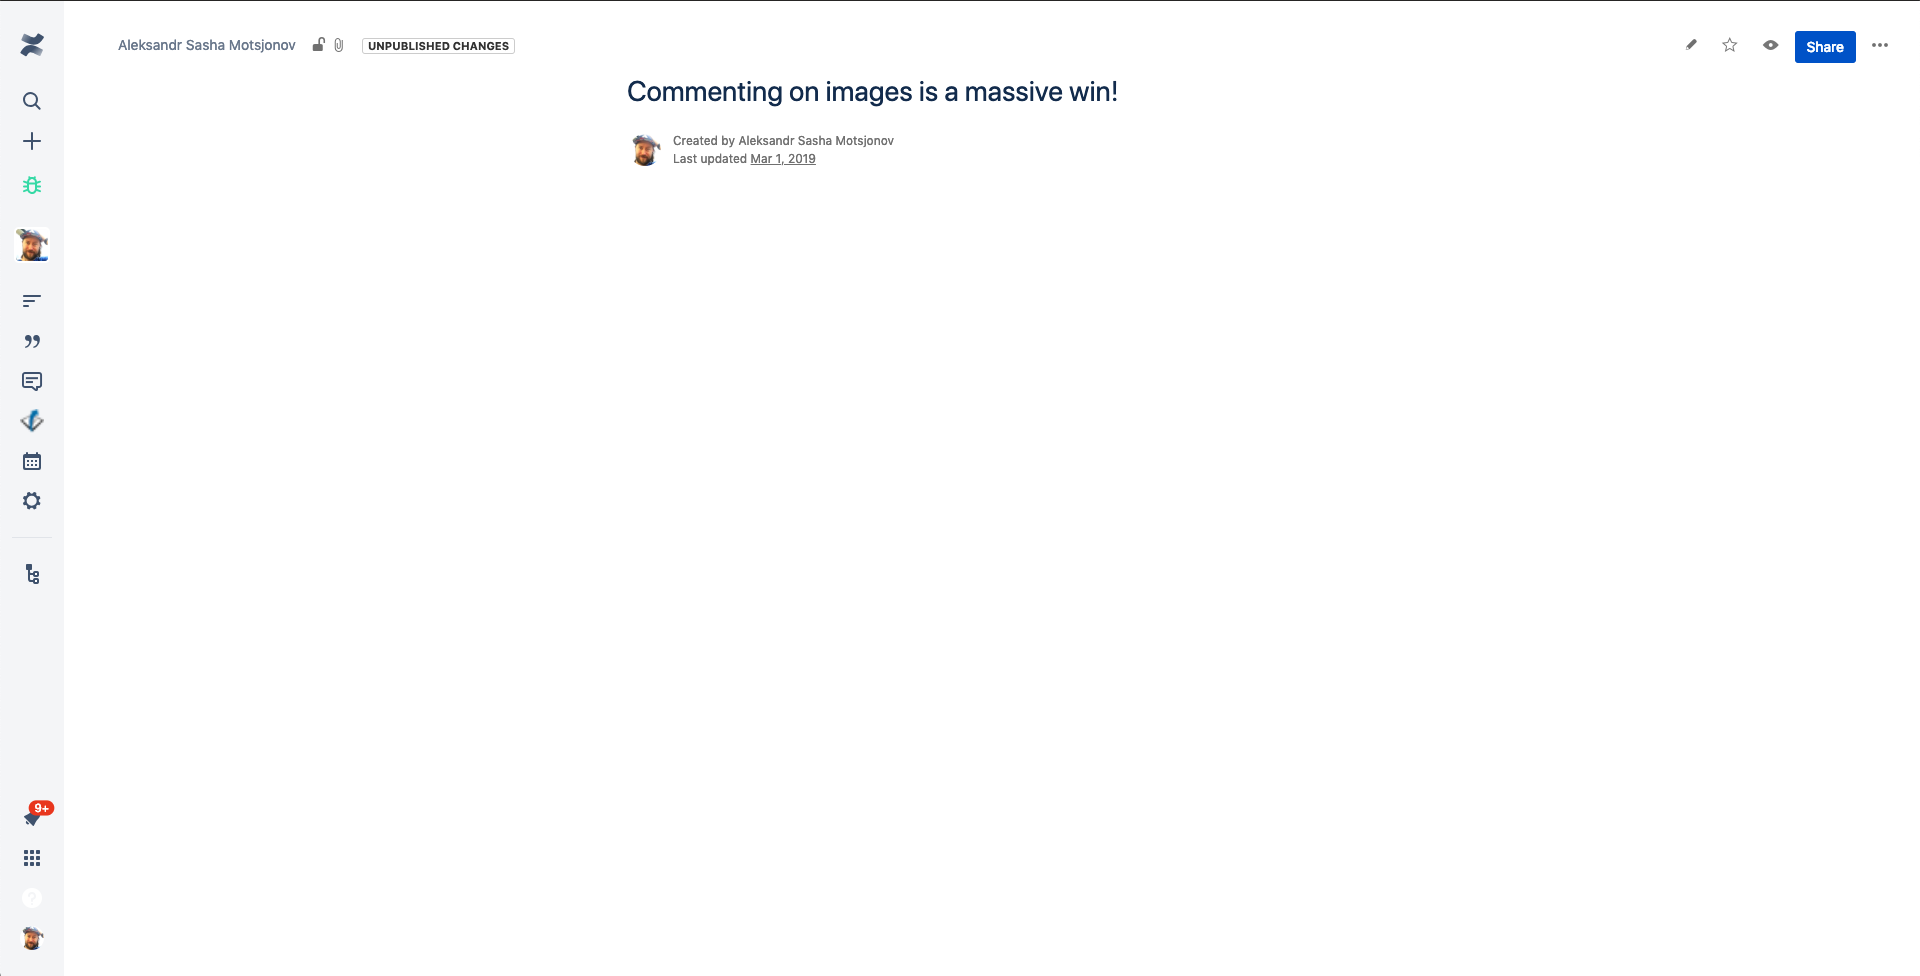 Aleksandr Sasha Motsjonov
UNPUBLISHED CHANGES
Share
Commenting on images is a massive win!
Created by Aleksandr Sasha Motsjonov
Last updated Mar 1, 2019
9+
?